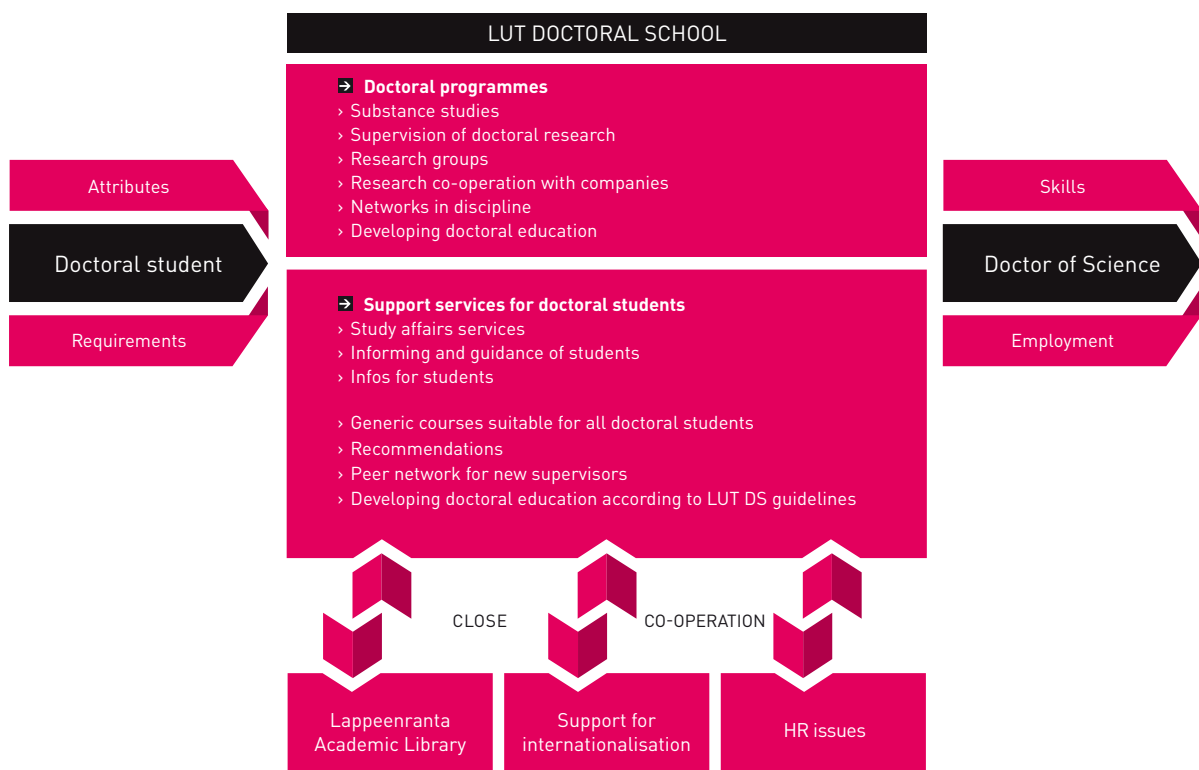 LUT DOCTORAL SCHOOL
Doctoral programmes
› Substance studies
› Supervision of doctoral research
› Research groups
› Research co-operation with companies
› Networks in discipline
› Developing doctoral education
Attributes
Doctoral student
Requirements
Skills
Doctor of Science
Employment
Support services for doctoral students
› Study affairs services
› Informing and guidance of students
› Infos for students
› Generic courses suitable for all doctoral students
› Recommendations
› Peer network for new supervisors
› Developing doctoral education according to LUT DS guidelines
CLOSE CO-OPERATION
Lappeenranta
Academic Library
Support for
internationalisation
HR issues